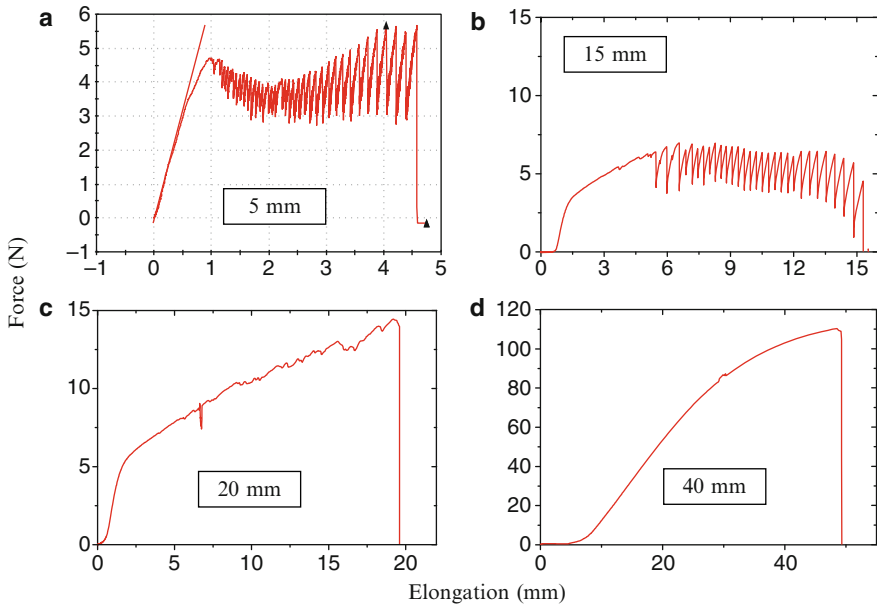 a
6
5
4
3
2
1
0
–1
–1 0 1 2 3 4 5
5 mm
b
15
10
5
0
0 3 6 9 12 15
15 mm
Force (N)
c
15
10
5
0
0 5 10 15 20
20 mm
d
120
100
80
60
40
20
0
0 20 40
40 mm
Elongation (mm)